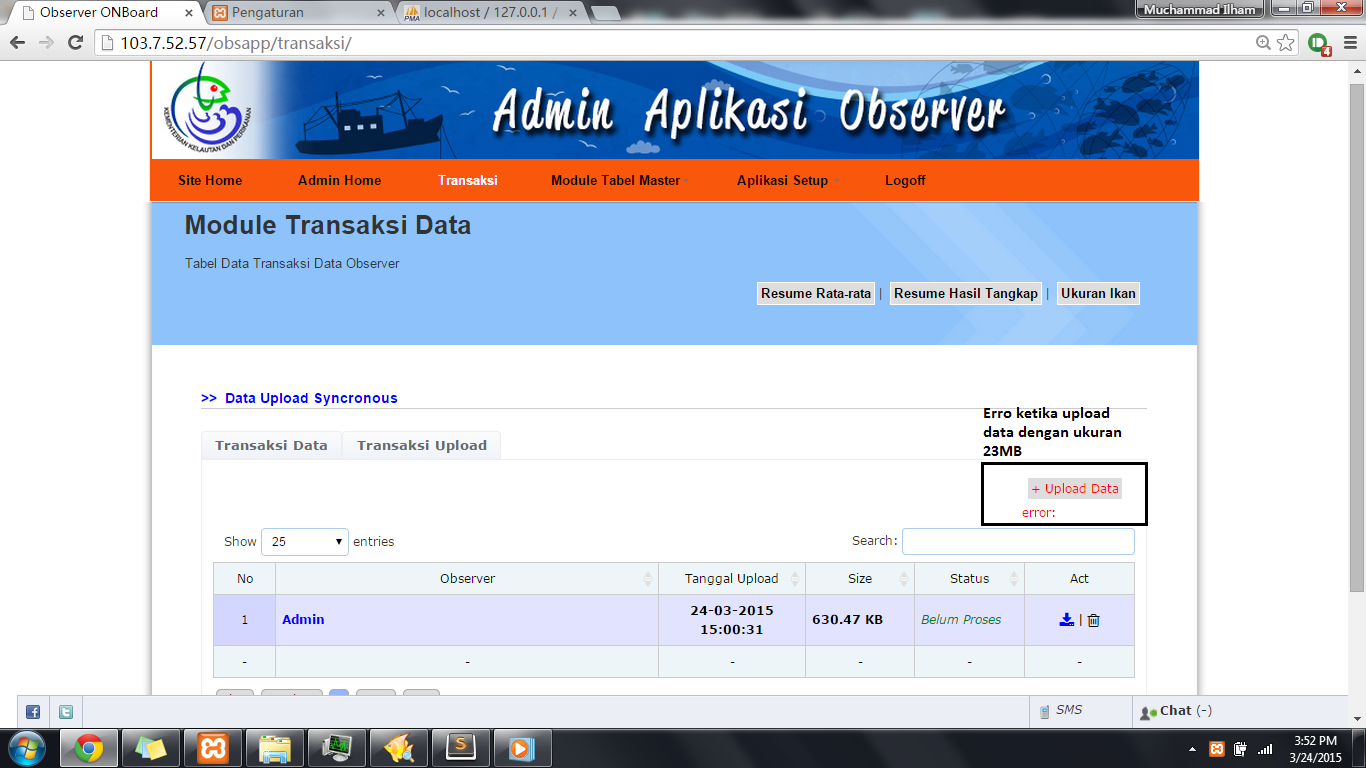 Observer ONBoard
Pengaturan
localhost / 127.0.0.1 /
Muchammad Ilham
103.7.52.57/obsapp/transaksi/
4
KEMENTERIAN KELAUTAN DAN PERIKANAN
Admin Aplikasi Observer
Site Home Admin Home Transaksi Module Tabel Master Aplikasi Setup Logoff
Module Transaksi Data
Tabel Data Transaksi Data Observer
Resume Rata-rata | Resume Hasil Tangkap | Ukuran Ikan
>> Data Upload Syncronous
Erro ketika upload
data dengan ukuran
23MB
Transaksi Data Transaksi Upload
+ Upload Data
error:
Show 25 entries
Search:
No Observer Tanggal Upload Size Status Act
1 Admin 24-03-2015 15:00:31 630.47 KB Belum Proses |
- - - - - -
SMS
Chat (-)
3:52 PM
3/24/2015